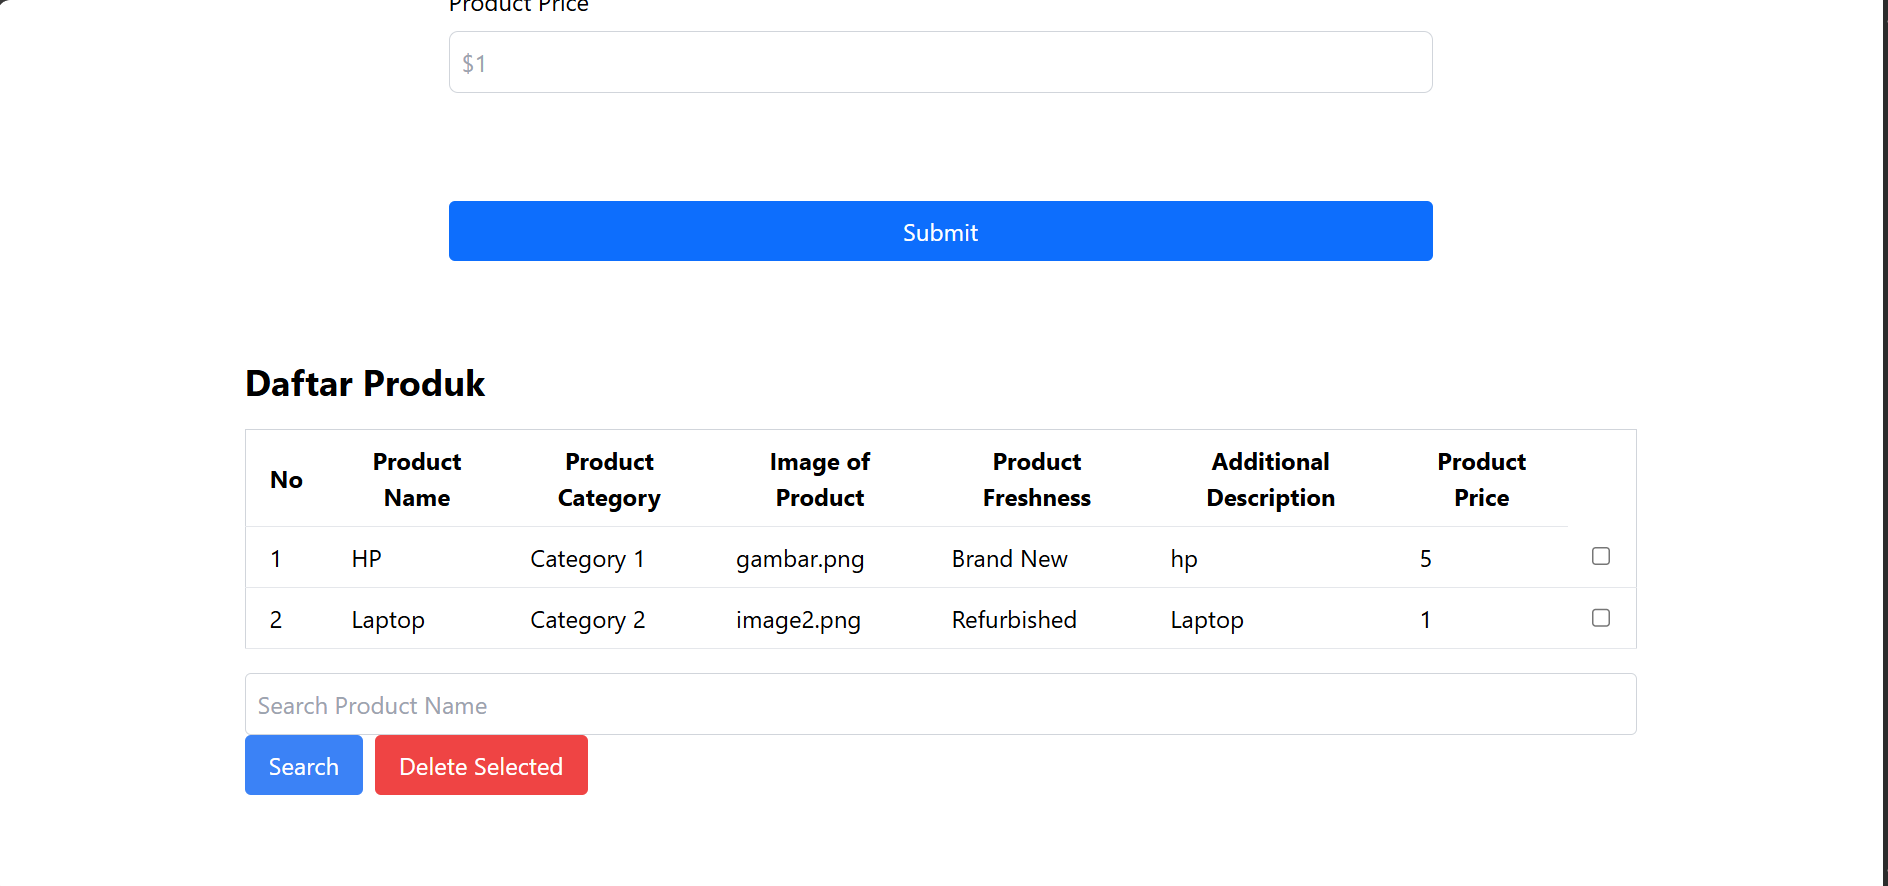 Product Price
$1
Submit
Daftar Produk
No Product Name Product Category Image of Product Product Freshness Additional Description Product Price
1 HP Category 1 gambar.png Brand New hp 5
2 Laptop Category 2 image2.png Refurbished Laptop 1
Search Product Name
Search Delete Selected